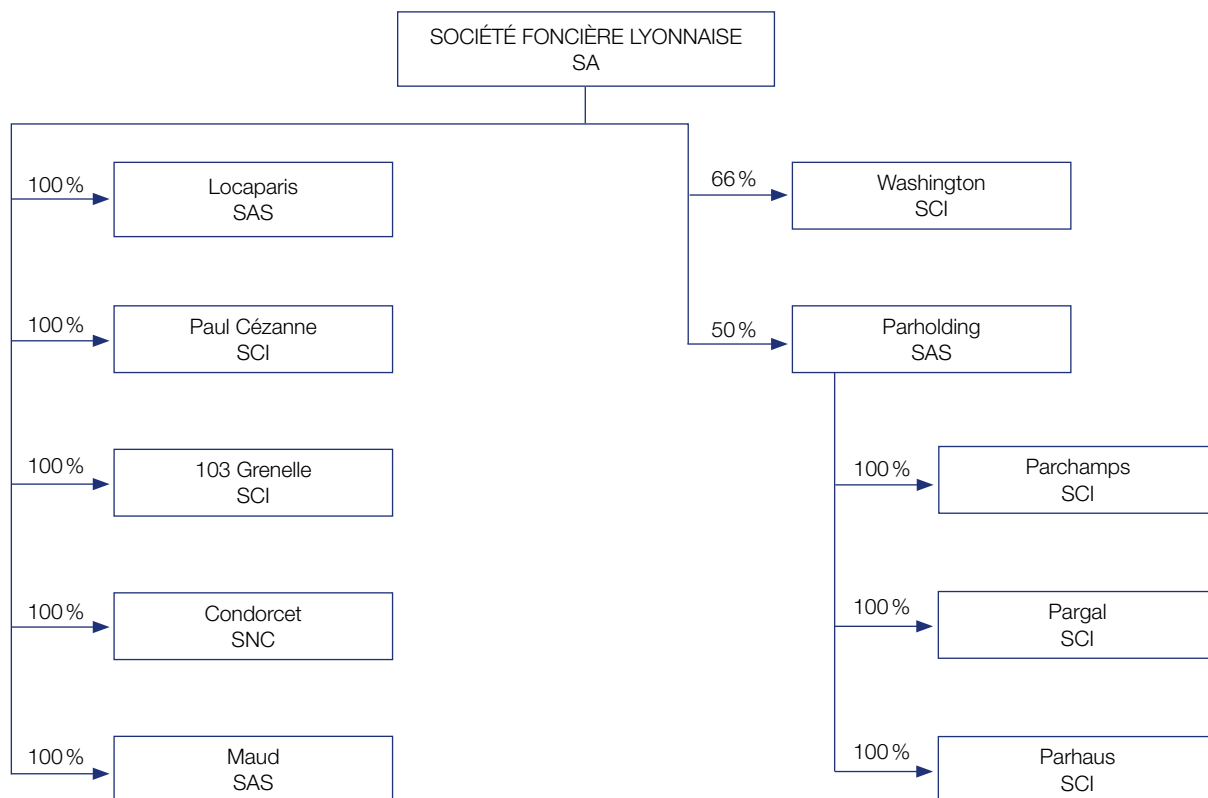 SOCIÉTÉ FONCIÈRE LYONNAISE
SA
100 %
Locaparis
SAS
66 %
Washington
SCI
100 %
Paul Cézanne
SCI
50 %
Parholding
SAS
100 %
103 Grenelle
SCI
100 %
Parchamps
SCI
100 %
Condorcet
SNC
100 %
Pargal
SCI
100 %
Maud
SAS
100 %
Parhaus
SCI